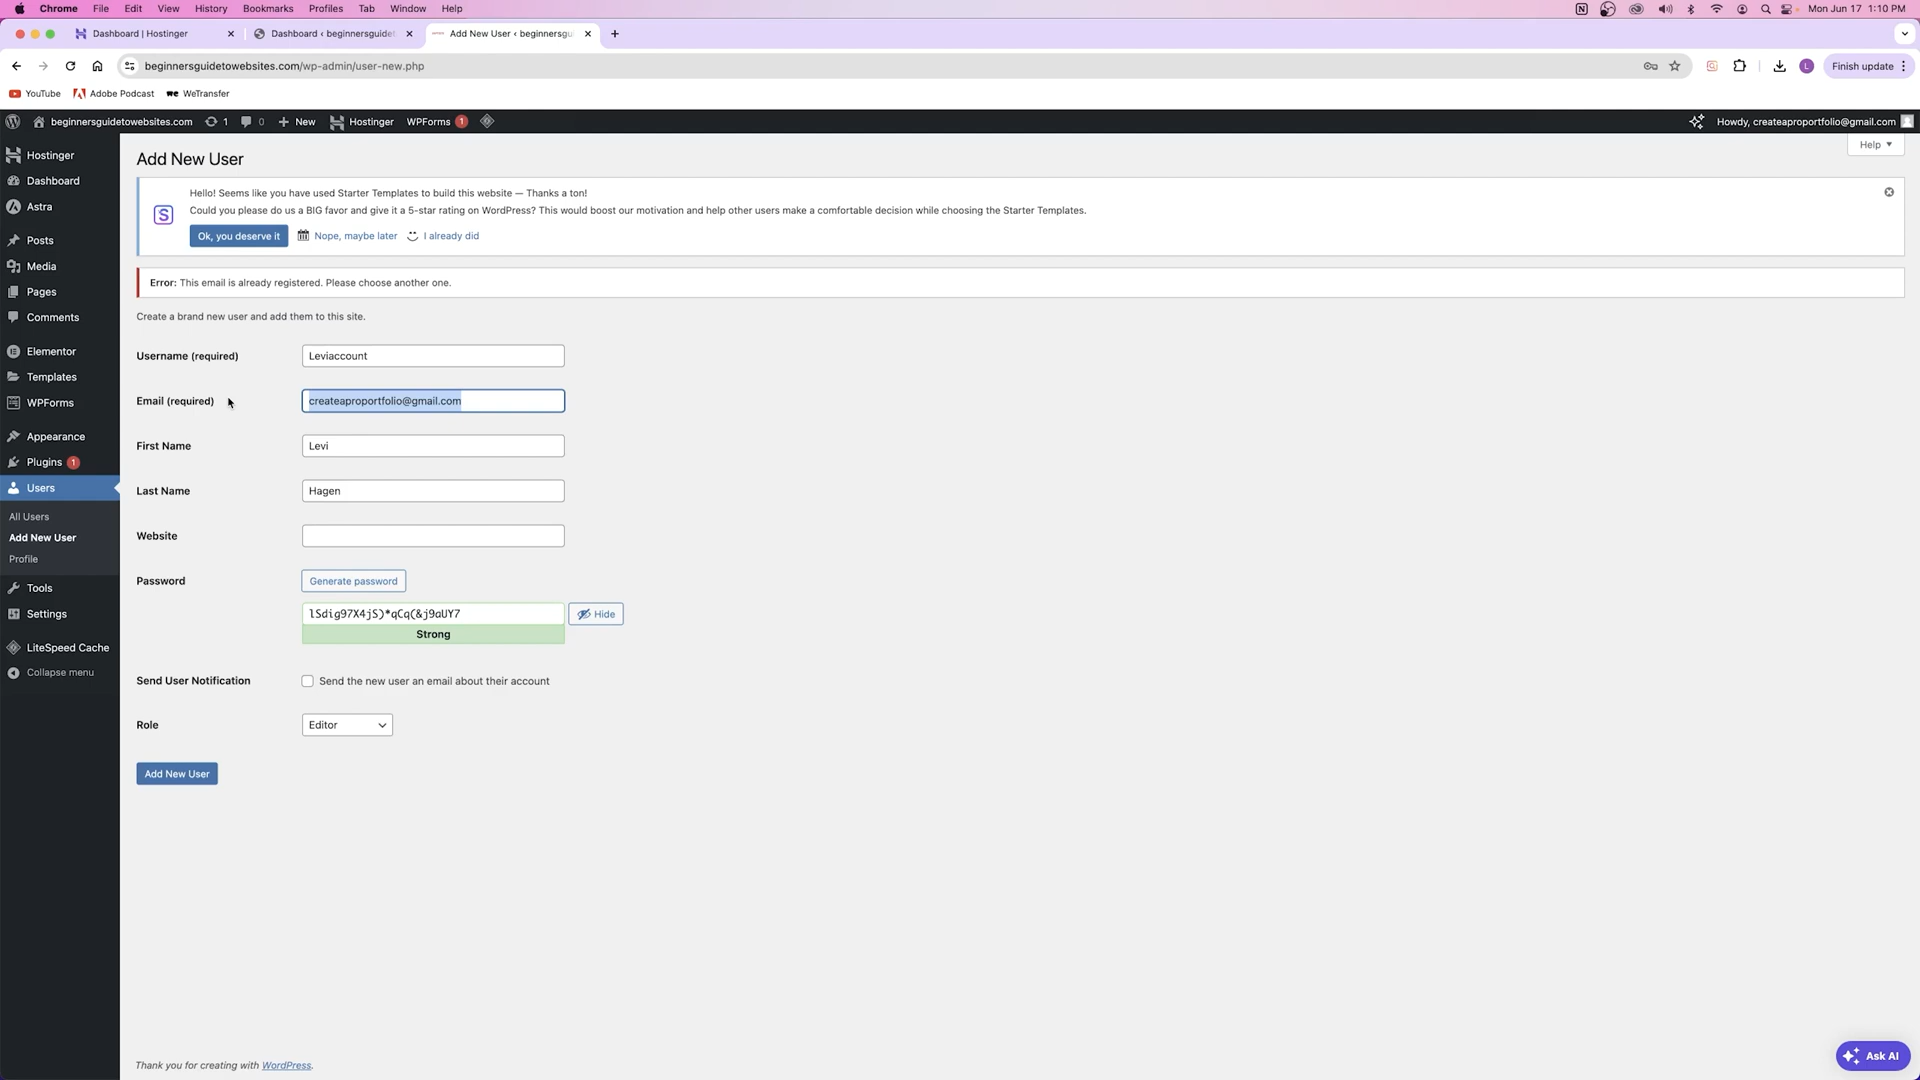 Chrome File Edit View History Bookmarks Profiles Tab Window Help Mon Jun 17 1:10 PM
Dashboard | Hostinger Dashboard ‹ beginnersguideto Add New User ‹ beginnersgu
beginnersguidetowebsites.com/wp-admin/user-new.php L Finish update
YouTube Adobe Podcast WeTransfer
beginnersguidetowebsites.com 1 0 New Hostinger WPForms 1 Howdy, createaproportfolio@gmail.com
Help
Hostinger
Dashboard
Astra
Posts
Media
Pages
Comments
Elementor
Templates
WPForms
Appearance
Plugins 1
Users
All Users
Add New User
Profile
Tools
Settings
LiteSpeed Cache
Collapse menu
Add New User
Hello! Seems like you have used Starter Templates to build this website — Thanks a ton!
Could you please do us a BIG favor and give it a 5-star rating on WordPress? This would boost our motivation and help other users make a comfortable decision while choosing the Starter Templates.
Ok, you deserve it Nope, maybe later I already did
Error: This email is already registered. Please choose another one.
Create a brand new user and add them to this site.
Username (required) Leviaccount
Email (required) createaproportfolio@gmail.com
First Name Levi
Last Name Hagen
Website
Password Generate password
lSdig97X4jS)*qCq(&j9aUY7 Hide
Strong
Send User Notification Send the new user an email about their account
Role Editor
Add New User
Thank you for creating with WordPress.
Ask AI